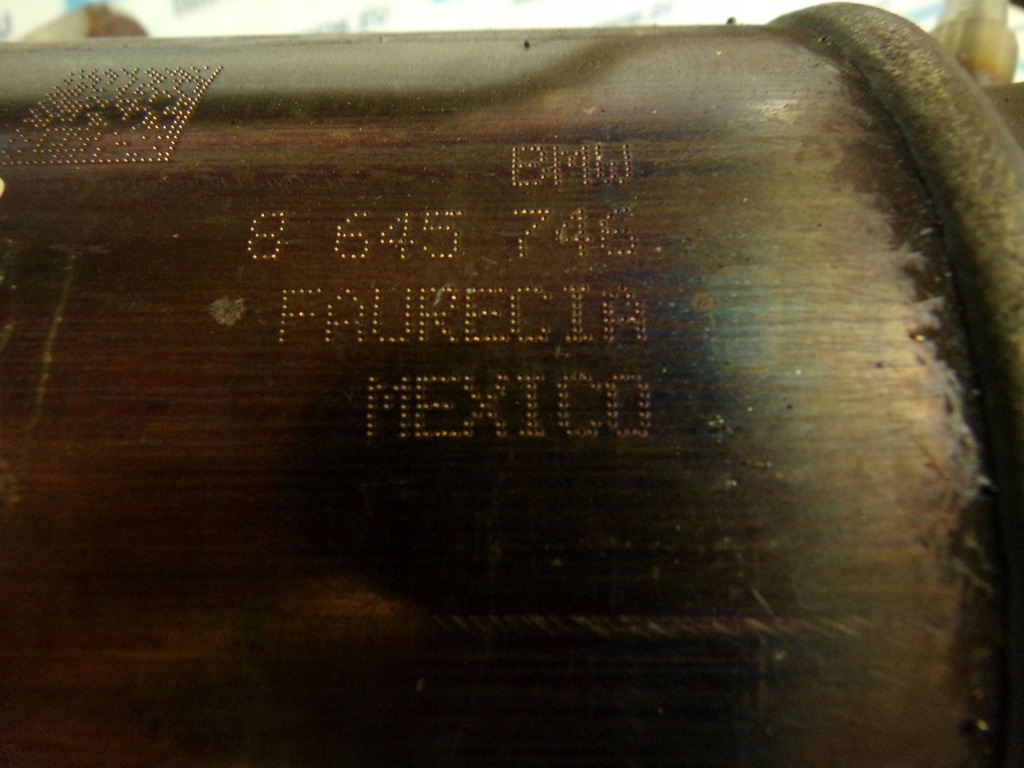 BMW
8 645 746
FAURECIA
MEXICO